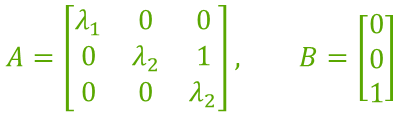 A = [λ₁ 0 0; 0 λ₂ 1; 0 0 λ₂], B = [0; 0; 1]